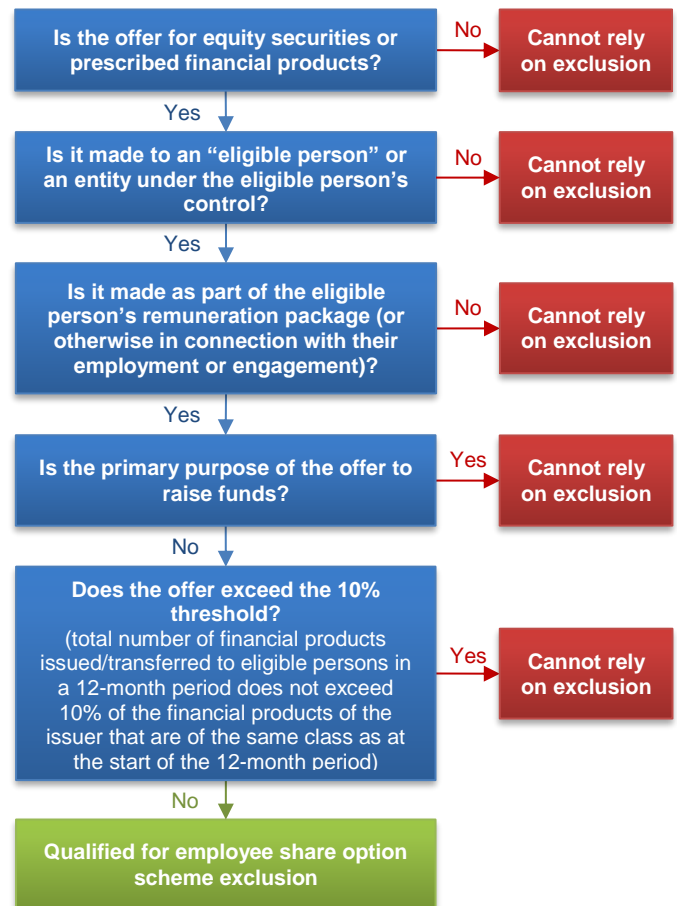 Is the offer for equity securities or
prescribed financial products?
No
Cannot rely
on exclusion
Yes
Is it made to an “eligible person” or
an entity under the eligible person’s
control?
No
Cannot rely
on exclusion
Yes
Is it made as part of the eligible
person’s remuneration package (or
otherwise in connection with their
employment or engagement)?
No
Cannot rely
on exclusion
Yes
Is the primary purpose of the offer to
raise funds?
Yes
Cannot rely
on exclusion
No
Does the offer exceed the 10%
threshold?
(total number of financial products
issued/transferred to eligible persons in
a 12-month period does not exceed
10% of the financial products of the
issuer that are of the same class as at
the start of the 12-month period)
Yes
Cannot rely
on exclusion
No
Qualified for employee share option
scheme exclusion